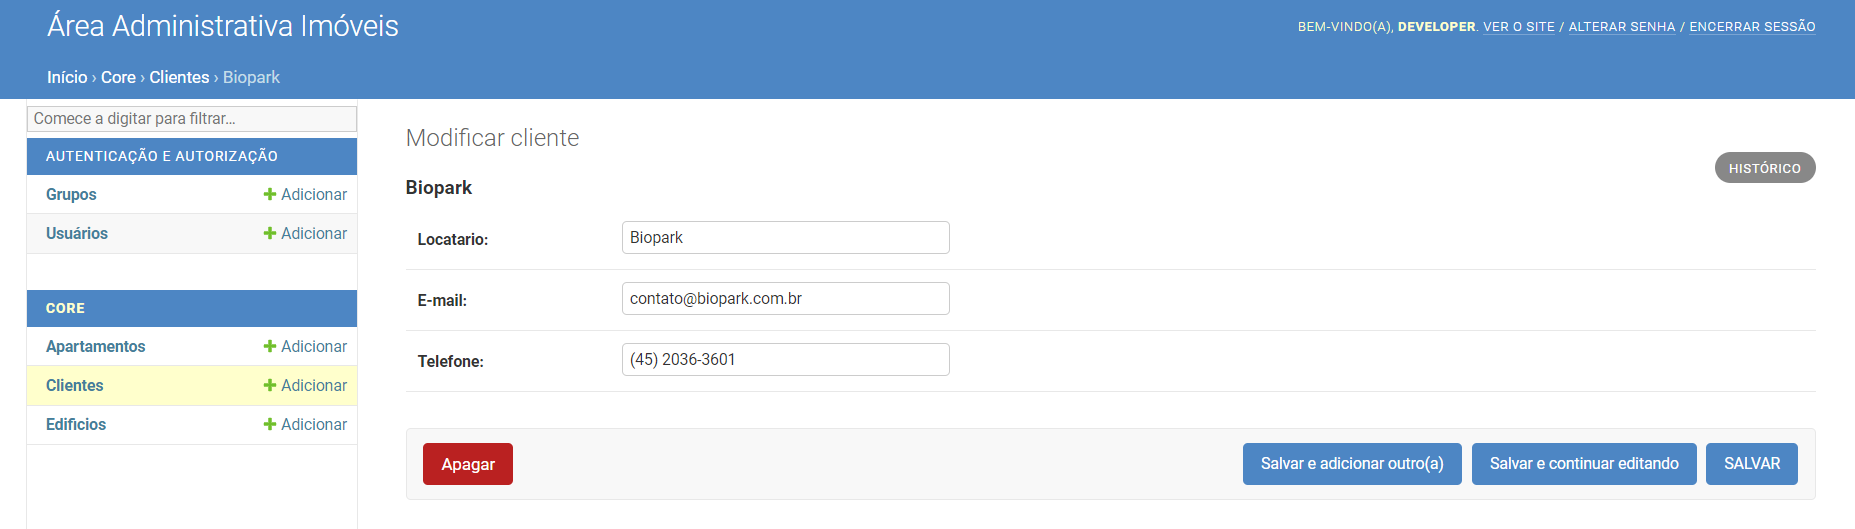 Área Administrativa Imóveis
BEM-VINDO(A), DEVELOPER. VER O SITE / ALTERAR SENHA / ENCERRAR SESSÃO
Início › Core › Clientes › Biopark
Comece a digitar para filtrar...
AUTENTICAÇÃO E AUTORIZAÇÃO
Grupos Adicionar
Usuários Adicionar
CORE
Apartamentos Adicionar
Clientes Adicionar
Edificios Adicionar
Modificar cliente
HISTÓRICO
Biopark
Locatario: Biopark
E-mail: contato@biopark.com.br
Telefone: (45) 2036-3601
Apagar Salvar e adicionar outro(a) Salvar e continuar editando SALVAR